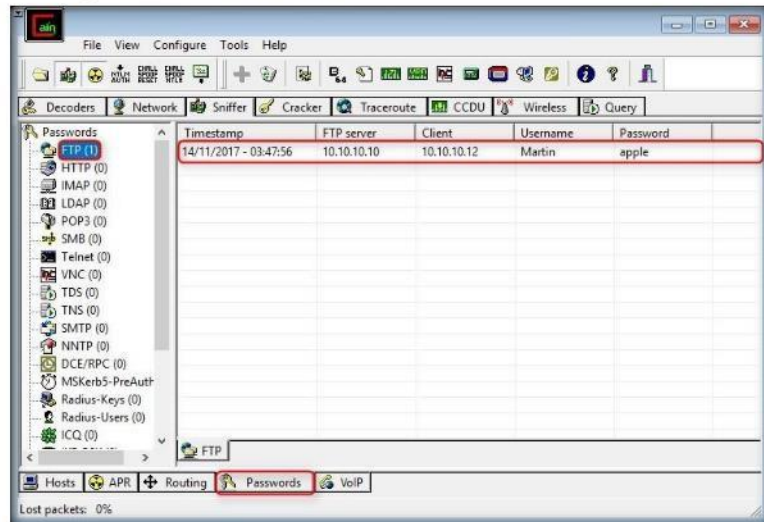 aín
File View Configure Tools Help
Decoders Network Sniffer Cracker Traceroute CCDU Wireless Query
Passwords
FTP (1)
HTTP (0)
IMAP (0)
LDAP (0)
POP3 (0)
SMB (0)
Telnet (0)
VNC (0)
TDS (0)
TNS (0)
SMTP (0)
NNTP (0)
DCE/RPC (0)
MSKerb5-PreAuth
Radius-Keys (0)
Radius-Users (0)
ICQ (0)
Timestamp FTP server Client Username Password
14/11/2017 - 03:47:56 10.10.10.10 10.10.10.12 Martin apple
FTP
Hosts APR Routing Passwords VoIP
Lost packets: 0%